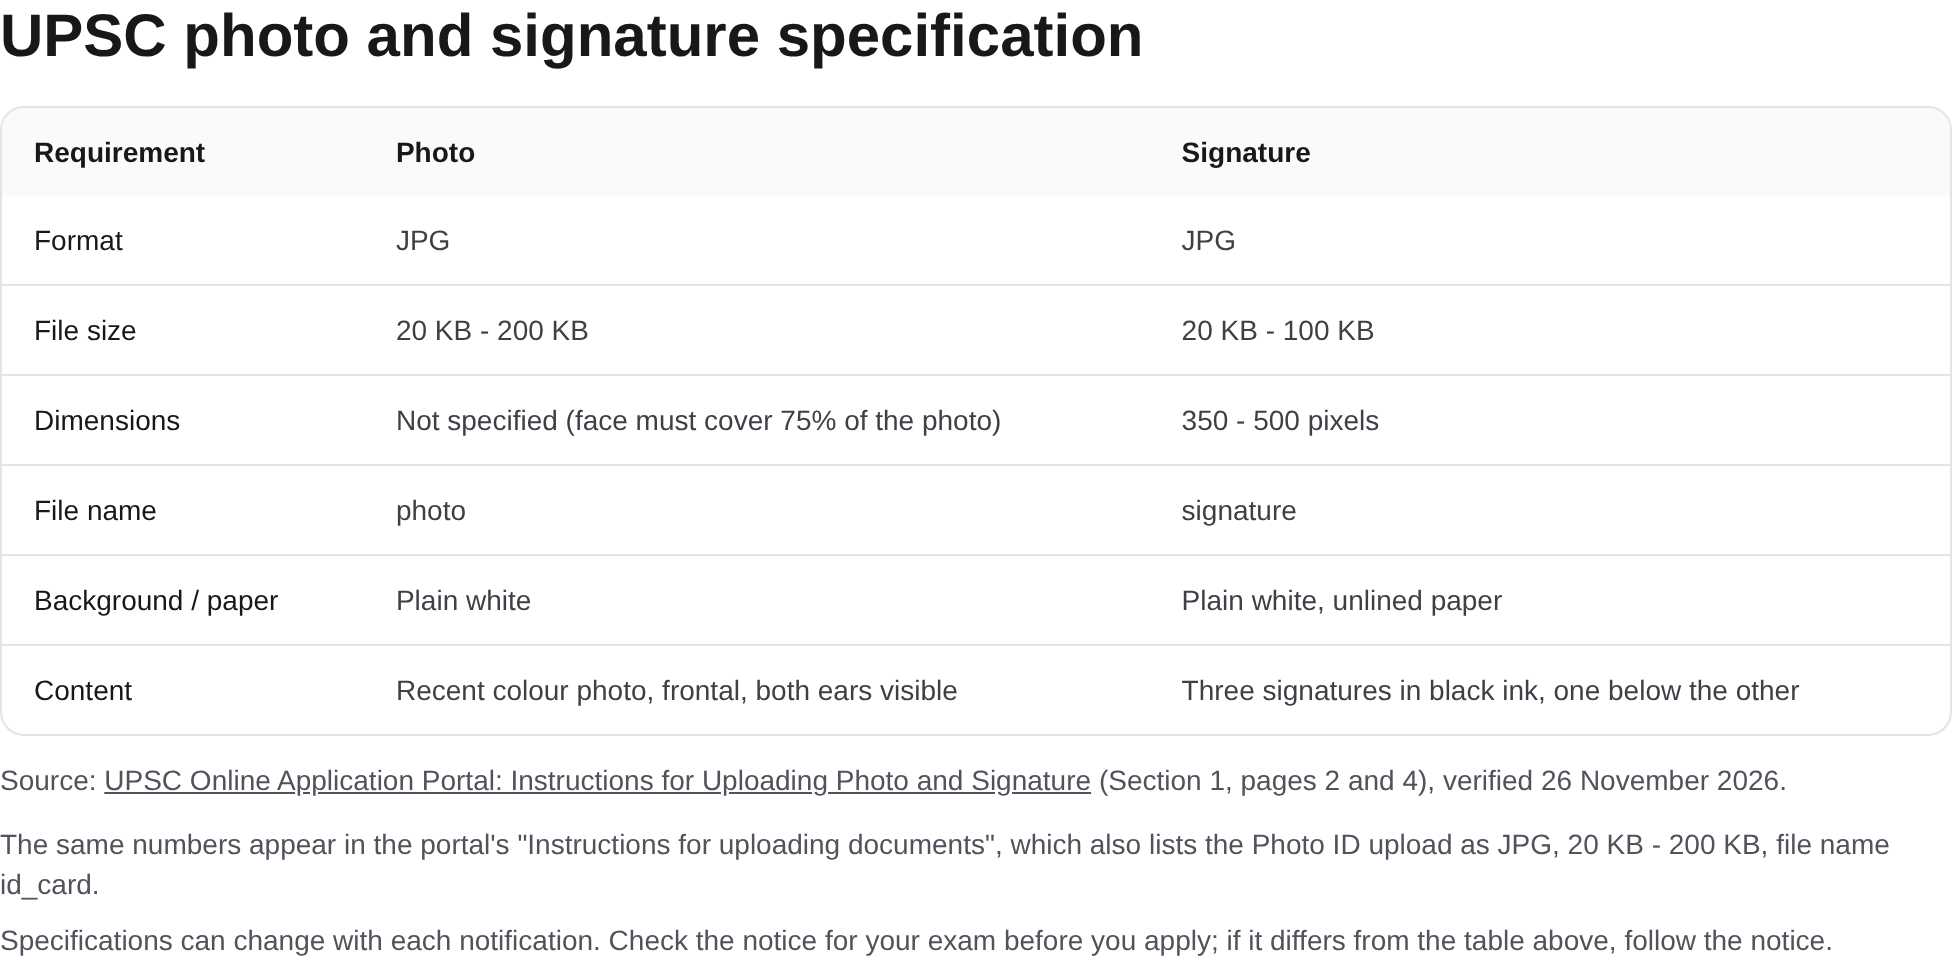 UPSC photo and signature specification
Requirement Photo Signature
Format JPG JPG
File size 20 KB - 200 KB 20 KB - 100 KB
Dimensions Not specified (face must cover 75% of the photo) 350 - 500 pixels
File name photo signature
Background / paper Plain white Plain white, unlined paper
Content Recent colour photo, frontal, both ears visible Three signatures in black ink, one below the other
Source: UPSC Online Application Portal: Instructions for Uploading Photo and Signature (Section 1, pages 2 and 4), verified 26 November 2026.
The same numbers appear in the portal's "Instructions for uploading documents", which also lists the Photo ID upload as JPG, 20 KB - 200 KB, file name
id_card.
Specifications can change with each notification. Check the notice for your exam before you apply; if it differs from the table above, follow the notice.